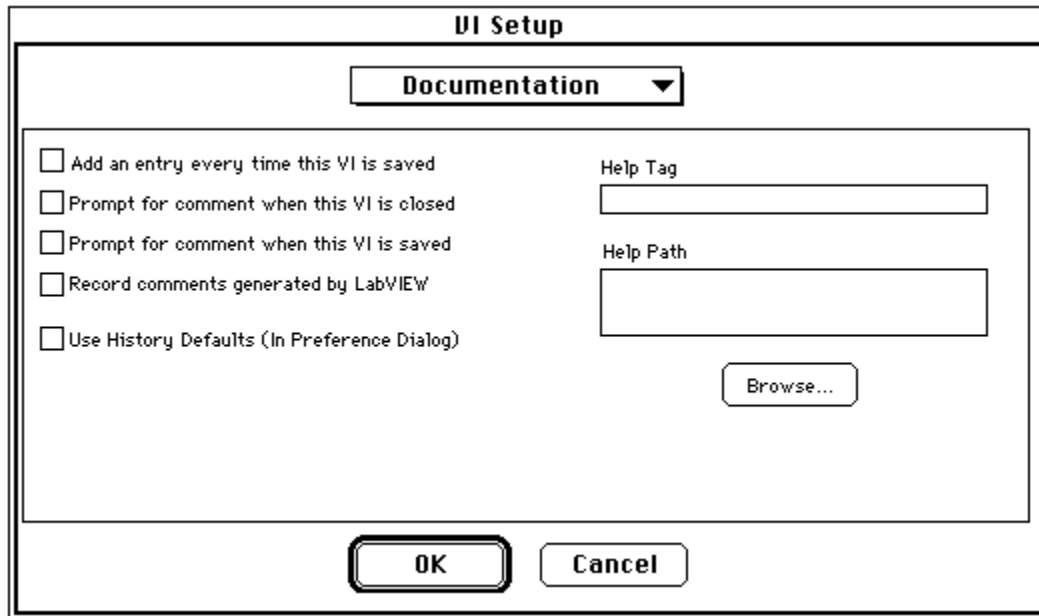 VI Setup
Documentation
Add an entry every time this VI is saved
Prompt for comment when this VI is closed
Prompt for comment when this VI is saved
Record comments generated by LabVIEW
Use History Defaults (In Preference Dialog)
Help Tag
Help Path
Browse...
OK
Cancel